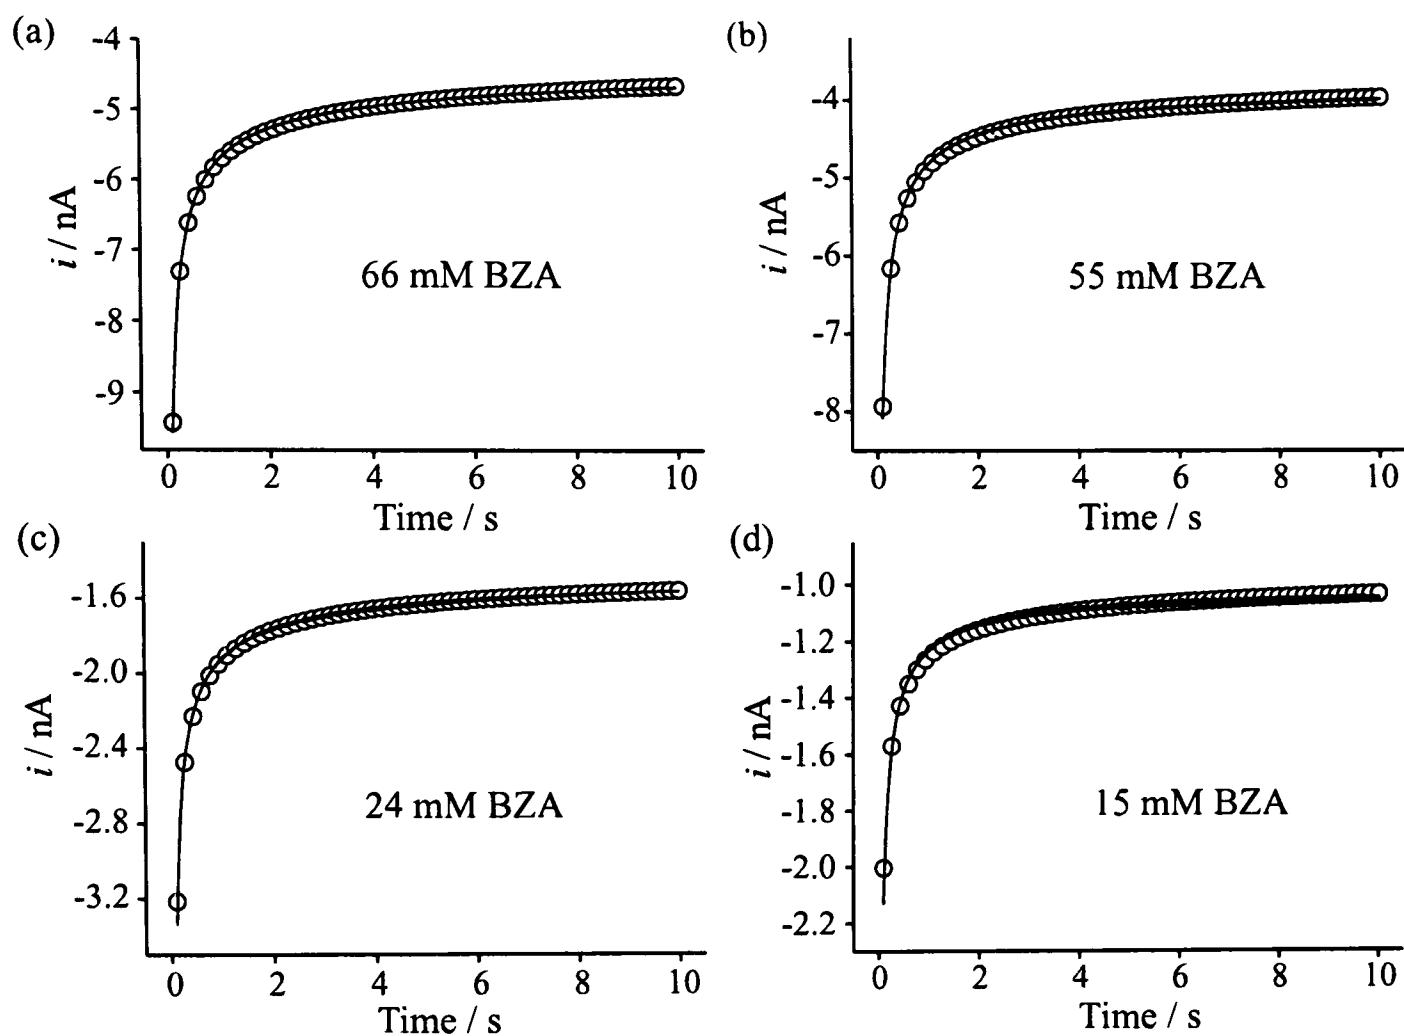 (a)
-4
-5
-6
-7
-8
-9
i / nA
66 mM BZA
0 2 4 6 8 10
Time / s
(b)
-4
-5
-6
-7
-8
i / nA
55 mM BZA
0 2 4 6 8 10
Time / s
(c)
-1.6
-2.0
-2.4
-2.8
-3.2
i / nA
24 mM BZA
0 2 4 6 8 10
Time / s
(d)
-1.0
-1.2
-1.4
-1.6
-1.8
-2.0
-2.2
i / nA
15 mM BZA
0 2 4 6 8 10
Time / s